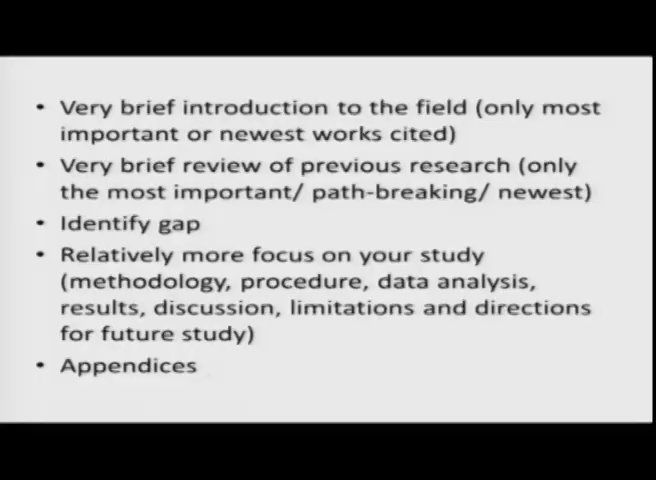 • Very brief introduction to the field (only most
important or newest works cited)
• Very brief review of previous research (only
the most important/ path-breaking/ newest)
• Identify gap
• Relatively more focus on your study
(methodology, procedure, data analysis,
results, discussion, limitations and directions
for future study)
• Appendices